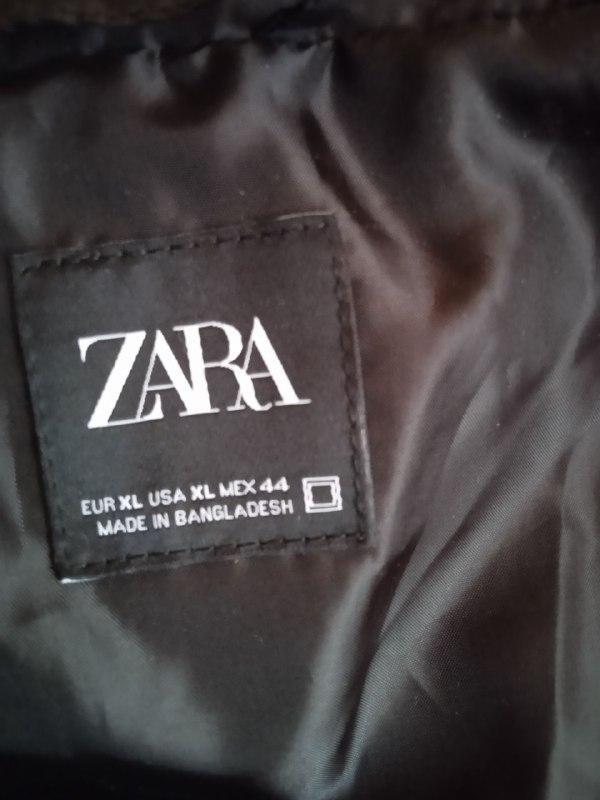 ZARA
EUR XL USA XL MEX 44
MADE IN BANGLADESH